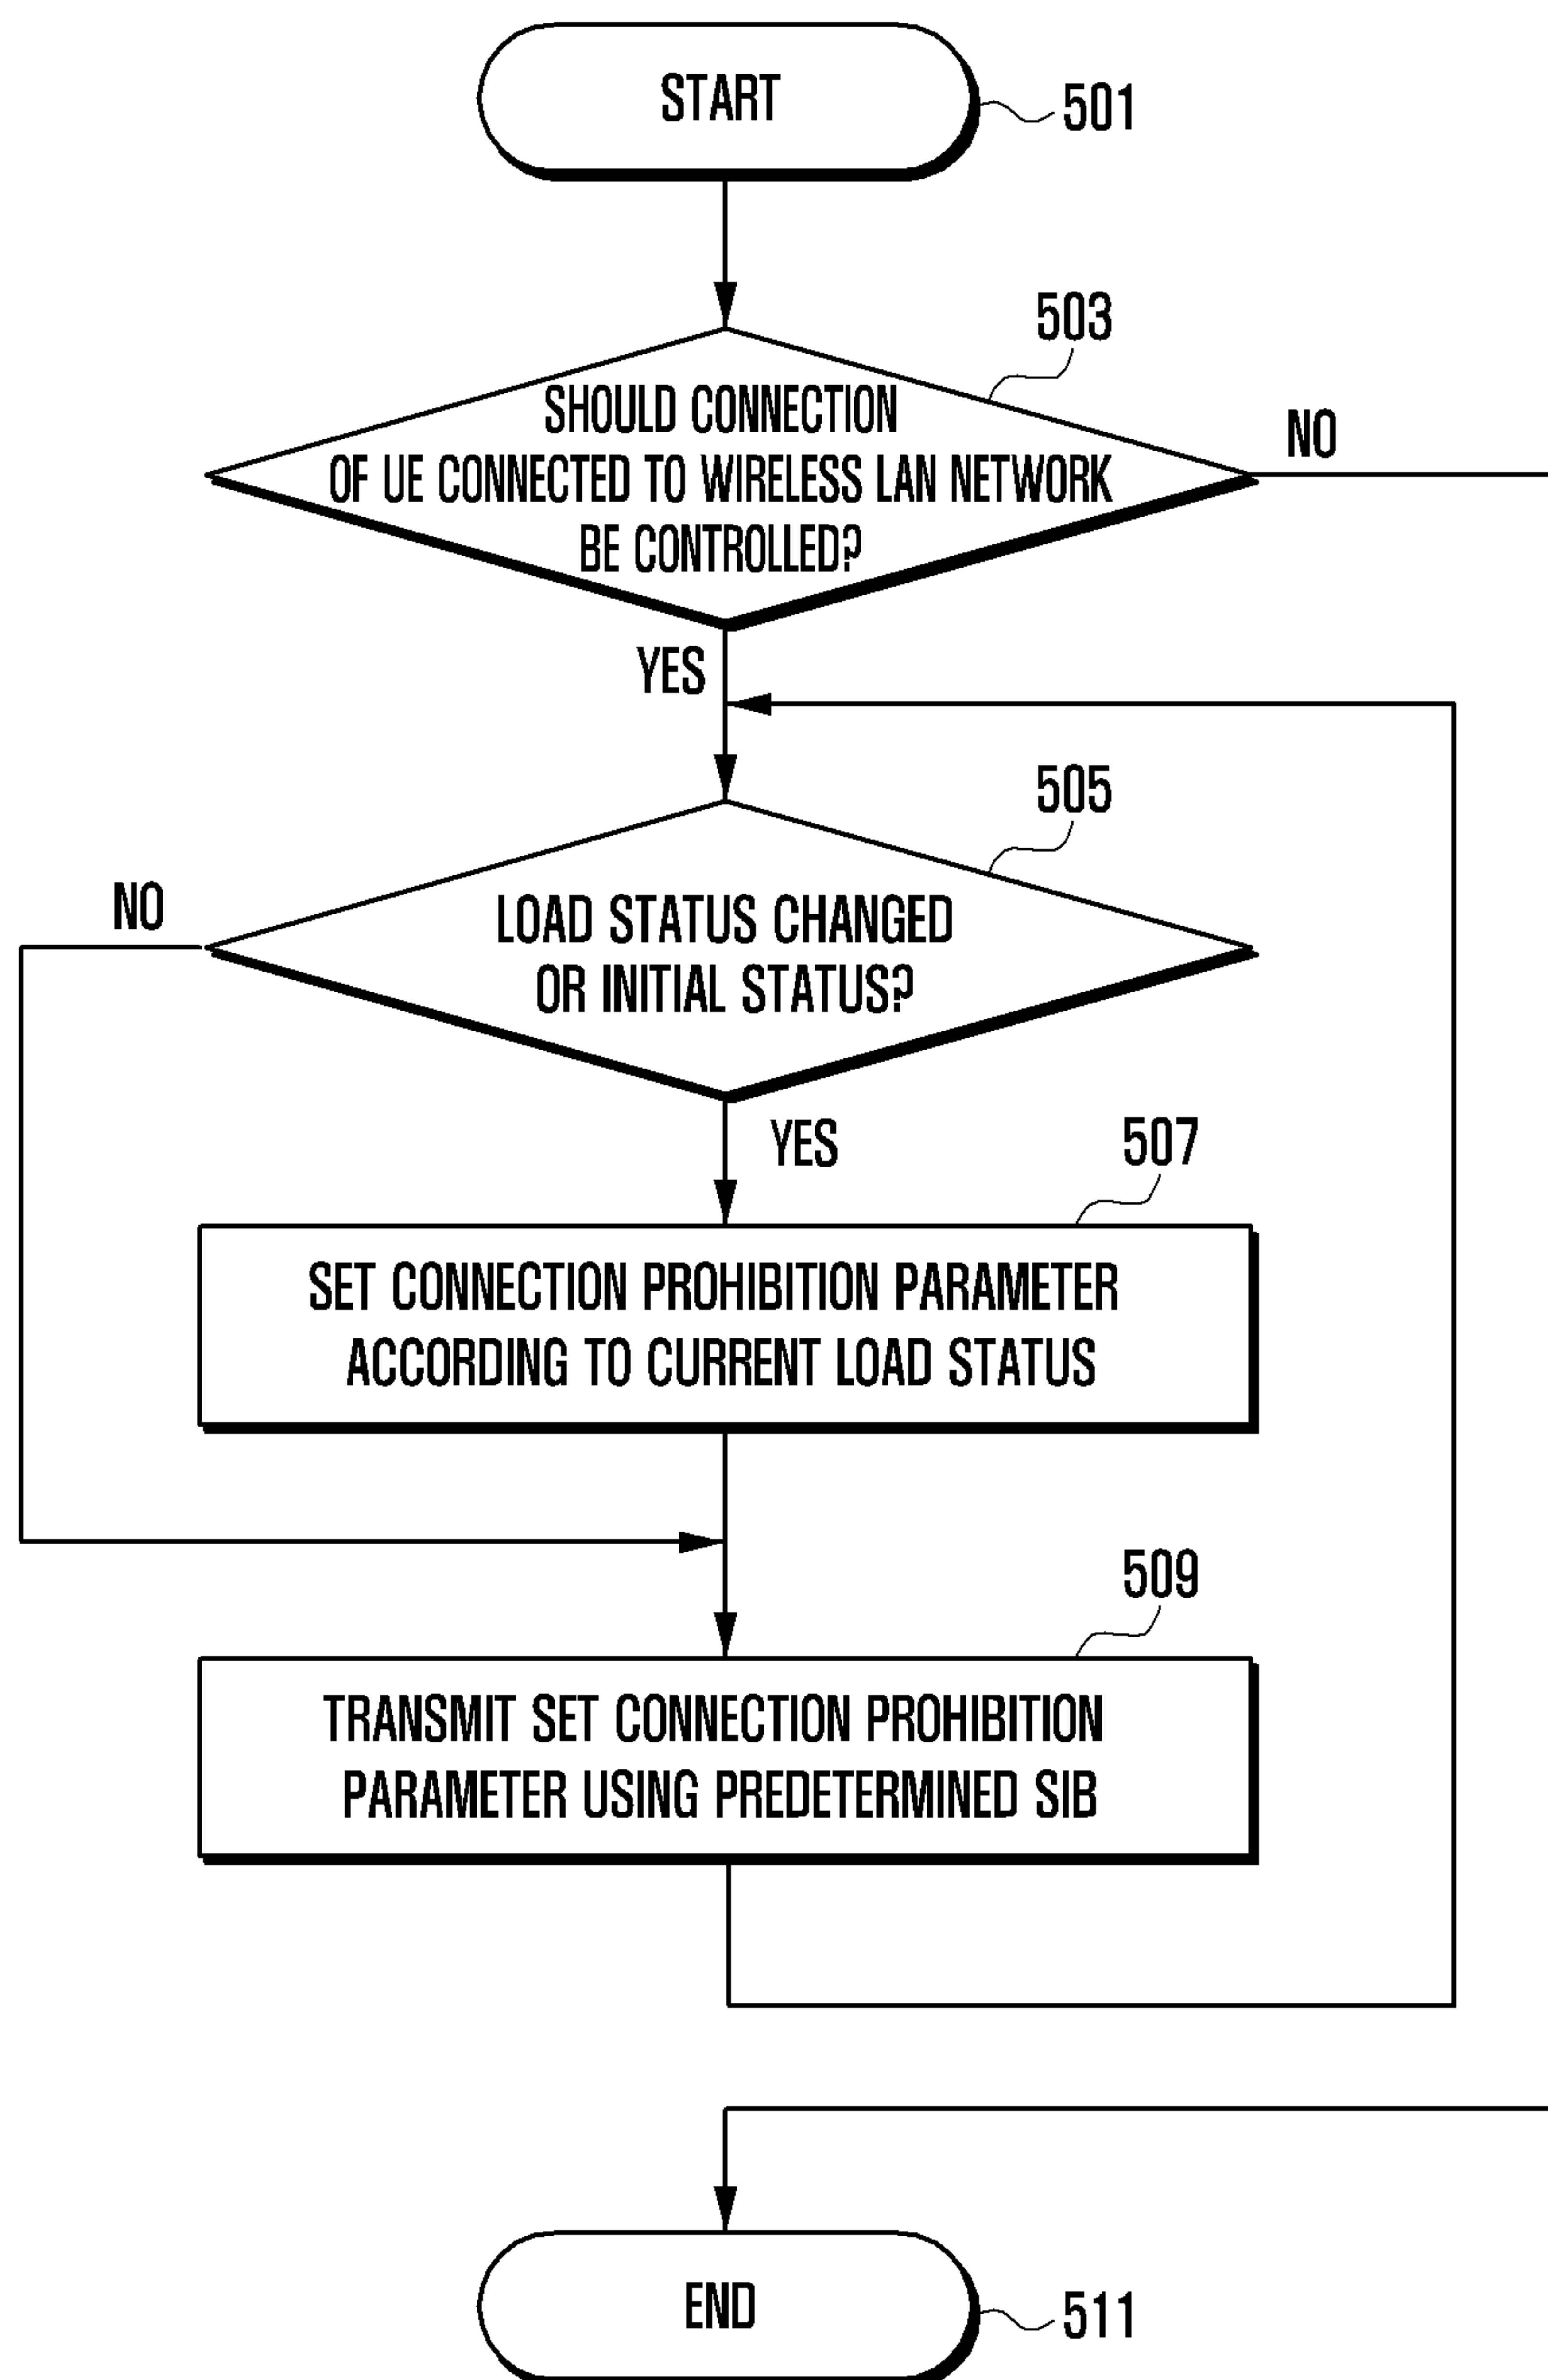 START
501
503
SHOULD CONNECTION
OF UE CONNECTED TO WIRELESS LAN NETWORK
BE CONTROLLED?
NO
YES
505
NO
LOAD STATUS CHANGED
OR INITIAL STATUS?
YES
507
SET CONNECTION PROHIBITION PARAMETER
ACCORDING TO CURRENT LOAD STATUS
509
TRANSMIT SET CONNECTION PROHIBITION
PARAMETER USING PREDETERMINED SIB
END
511